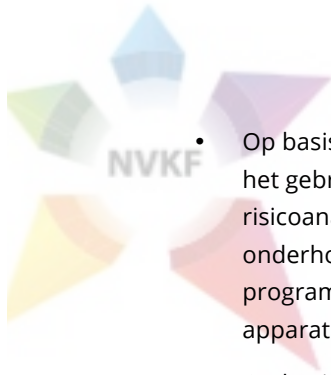 NVKF
• Op basis
het gebr
risicoan
onderho
program
apparat